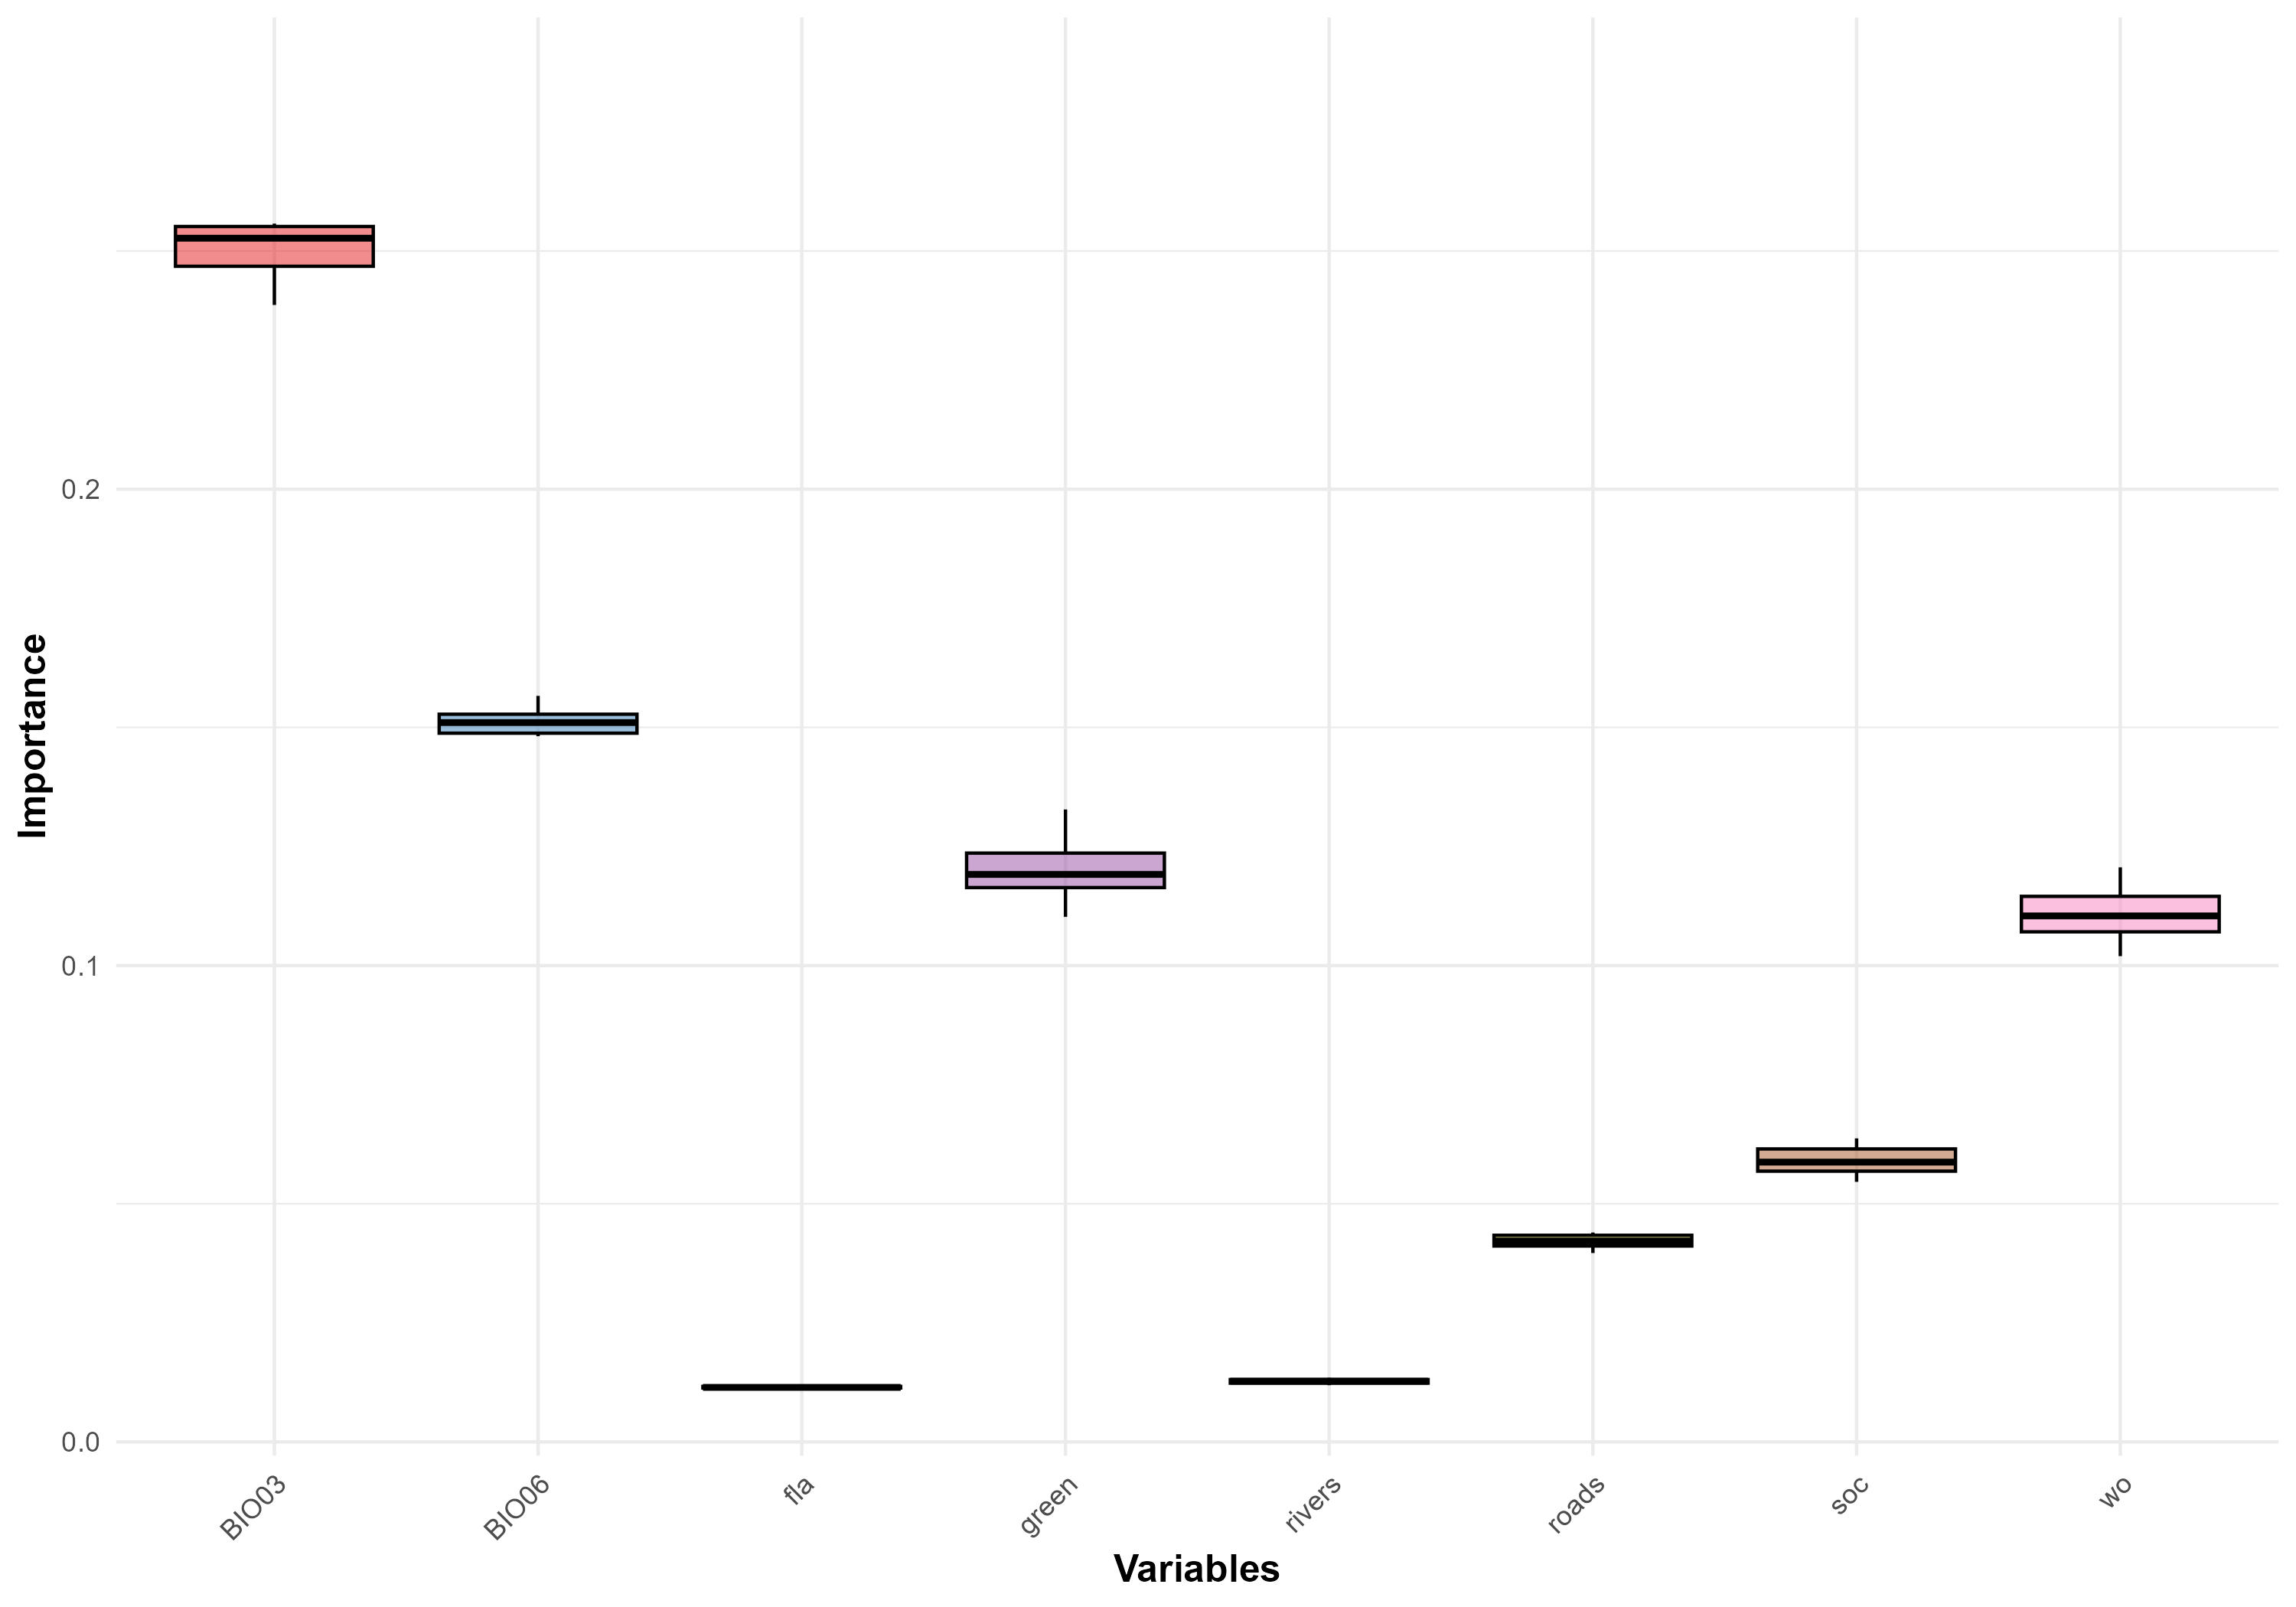 Importance
0.2
0.1
0.0
BIO03
BIO06
fla
green
rivers
roads
soc
wo
Variables